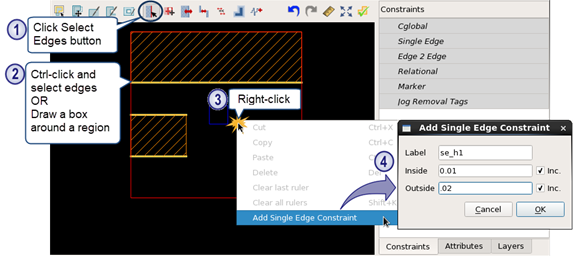 1
Click Select
Edges button
2
Ctrl-click and
select edges
OR
Draw a box
around a region
3
Right-click
Cut Ctrl+X
Copy Ctrl+C
Paste
Delete
Clear last ruler
Clear all rulers
Add Single Edge Constraint
Constraints
Cglobal
Single Edge
Edge 2 Edge
Relational
Marker
Jog Removal Tags
4
Add Single Edge Constraint
Label se_h1
Inside 0.01 Inc.
Outside .02 Inc.
Cancel OK
Constraints Attributes Layers